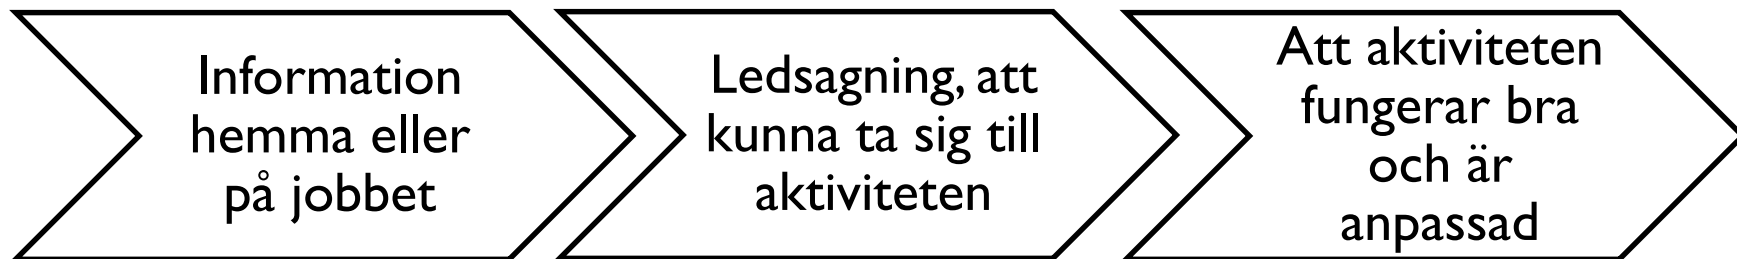 Information
hemma eller
på jobbet
Ledsagning, att
kunna ta sig till
aktiviteten
Att aktiviteten
fungerar bra
och är
anpassad